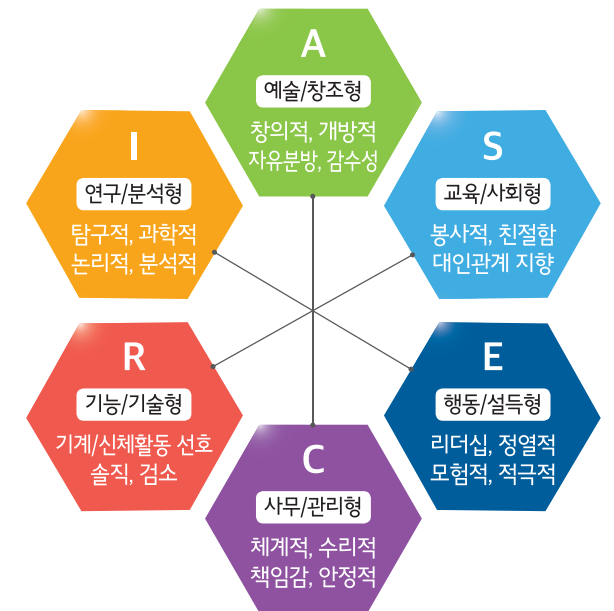 A
예술/창조형
창의적, 개방적
자유분방, 감수성
I
연구/분석형
탐구적, 과학적
논리적, 분석적
S
교육/사회형
봉사적, 친절함
대인관계 지향
R
기능/기술형
기계/신체활동 선호
솔직, 검소
E
행동/설득형
리더십, 정열적
모험적, 적극적
C
사무/관리형
체계적, 수리적
책임감, 안정적